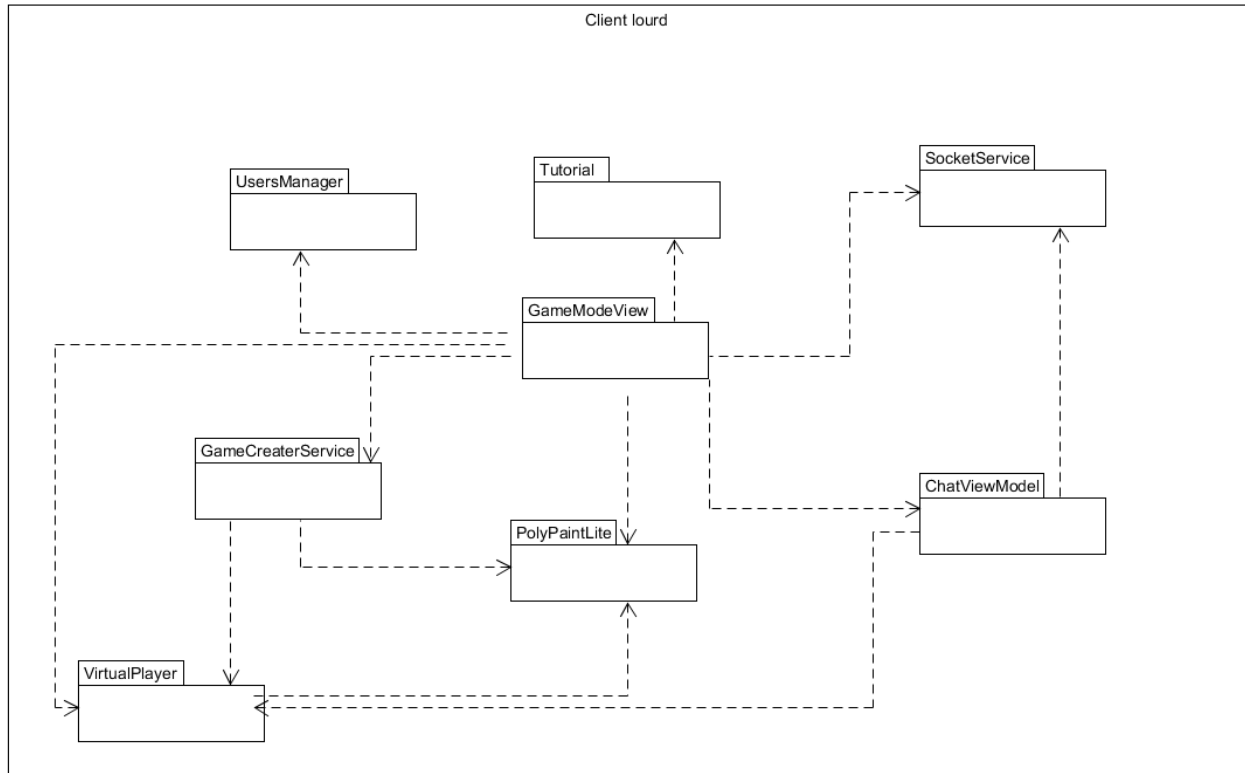 Client lourd
UsersManager
Tutorial
SocketService
GameModeView
GameCreaterService
ChatViewModel
PolyPaintLite
VirtualPlayer